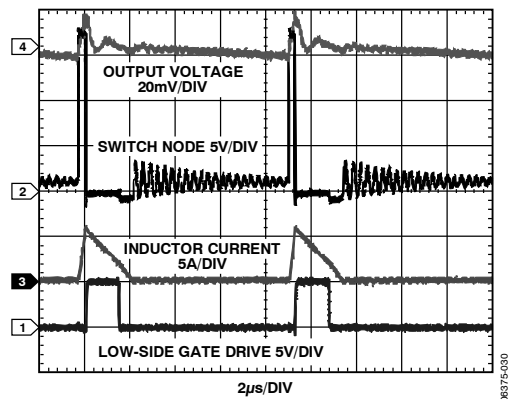 4
OUTPUT VOLTAGE
20mV/DIV
SWITCH NODE 5V/DIV
2
INDUCTOR CURRENT
5A/DIV
3
1
LOW-SIDE GATE DRIVE 5V/DIV
2µs/DIV
06375-030